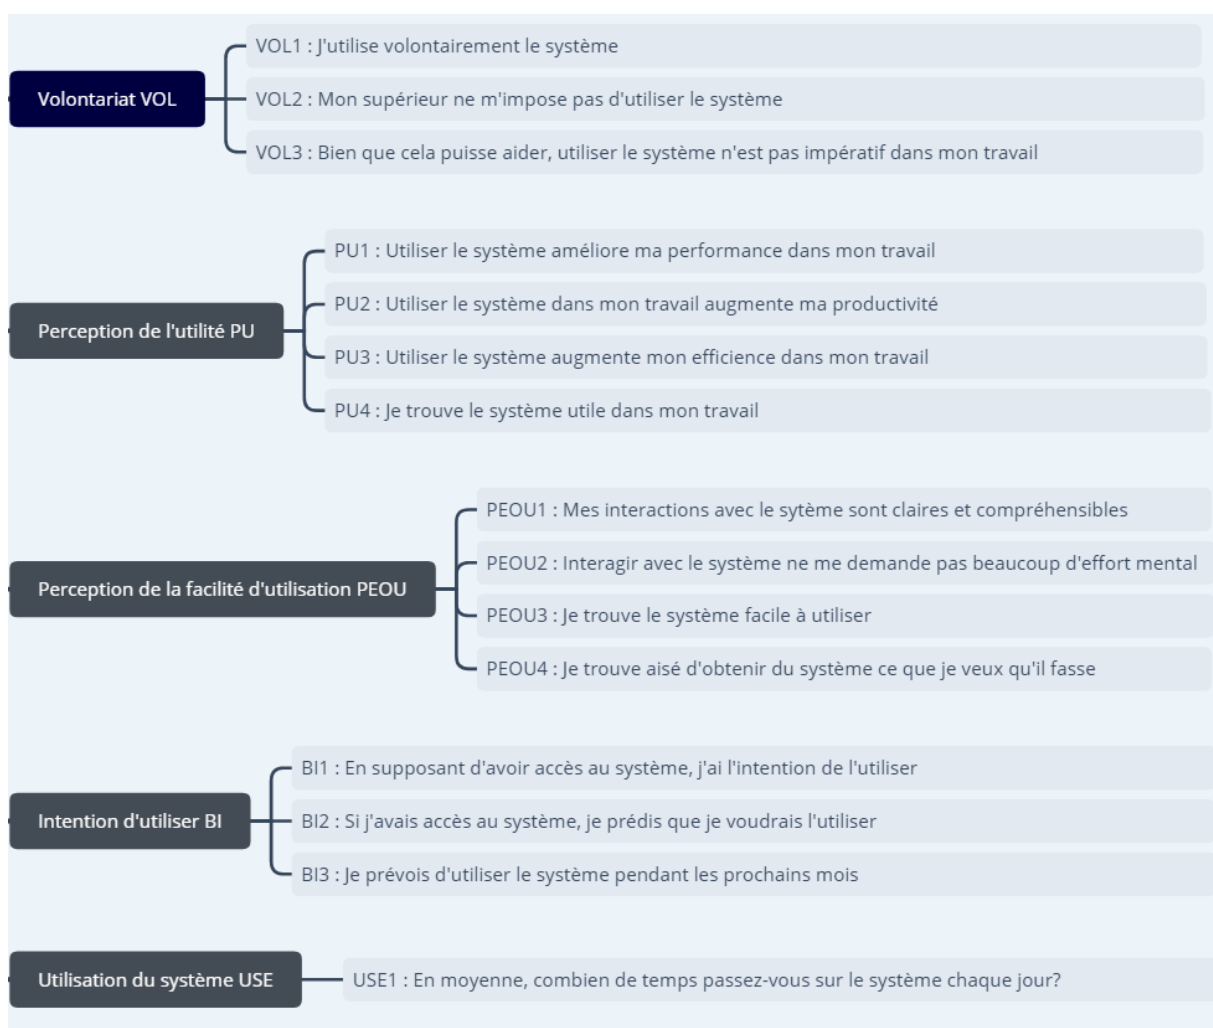 Volontariat VOL
VOL1 : J'utilise volontairement le système
VOL2 : Mon supérieur ne m'impose pas d'utiliser le système
VOL3 : Bien que cela puisse aider, utiliser le système n'est pas impératif dans mon travail
Perception de l'utilité PU
PU1 : Utiliser le système améliore ma performance dans mon travail
PU2 : Utiliser le système dans mon travail augmente ma productivité
PU3 : Utiliser le système augmente mon efficience dans mon travail
PU4 : Je trouve le système utile dans mon travail
Perception de la facilité d'utilisation PEOU
PEOU1 : Mes interactions avec le sytème sont claires et compréhensibles
PEOU2 : Interagir avec le système ne me demande pas beaucoup d'effort mental
PEOU3 : Je trouve le système facile à utiliser
PEOU4 : Je trouve aisé d'obtenir du système ce que je veux qu'il fasse
Intention d'utiliser BI
BI1 : En supposant d'avoir accès au système, j'ai l'intention de l'utiliser
BI2 : Si j'avais accès au système, je prédis que je voudrais l'utiliser
BI3 : Je prévois d'utiliser le système pendant les prochains mois
Utilisation du système USE
USE1 : En moyenne, combien de temps passez-vous sur le système chaque jour?